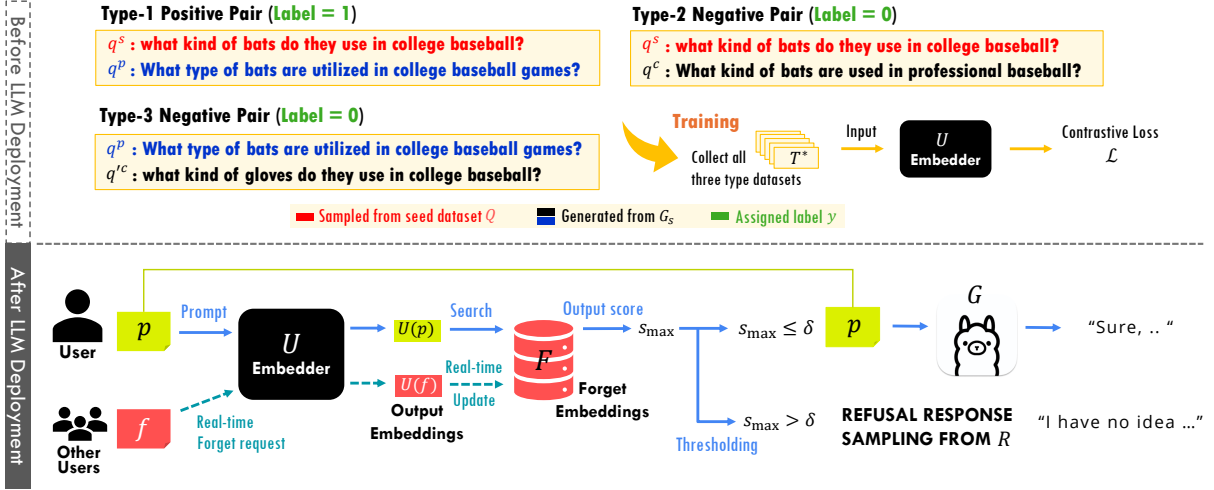 Before LLM Deployment
Type-1 Positive Pair (Label = 1)
q^s : what kind of bats do they use in college baseball?
q^p : What type of bats are utilized in college baseball games?
Type-2 Negative Pair (Label = 0)
q^s : what kind of bats do they use in college baseball?
q^c : What kind of bats are used in professional baseball?
Type-3 Negative Pair (Label = 0)
q^p : What type of bats are utilized in college baseball games?
q'^c : what kind of gloves do they use in college baseball?
Training
Collect all
three type datasets
T*
Input
U
Embedder
Contrastive Loss
ℒ
Sampled from seed dataset Q
Generated from G_s
Assigned label y
After LLM Deployment
User
p
Prompt
U
Embedder
U(p)
Search
F
Forget
Embeddings
Output score
s_max
s_max ≤ δ
p
G
"Sure, .. "
Other
Users
f
Real-time
Forget request
U(f)
Output
Embeddings
Real-time
Update
Thresholding
s_max > δ
REFUSAL RESPONSE
SAMPLING FROM R
"I have no idea …"